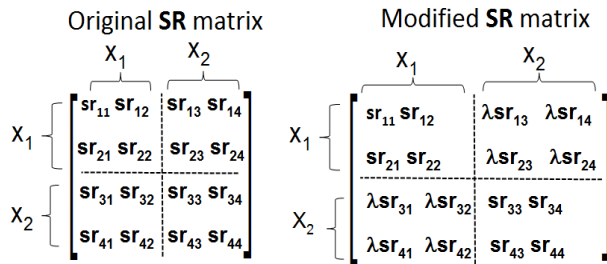 Original SR matrix
X₁ X₂
X₁
sr₁₁ sr₁₂ sr₁₃ sr₁₄
sr₂₁ sr₂₂ sr₂₃ sr₂₄
X₂
sr₃₁ sr₃₂ sr₃₃ sr₃₄
sr₄₁ sr₄₂ sr₄₃ sr₄₄
Modified SR matrix
X₁ X₂
X₁
sr₁₁ sr₁₂ λsr₁₃ λsr₁₄
sr₂₁ sr₂₂ λsr₂₃ λsr₂₄
X₂
λsr₃₁ λsr₃₂ sr₃₃ sr₃₄
λsr₄₁ λsr₄₂ sr₄₃ sr₄₄